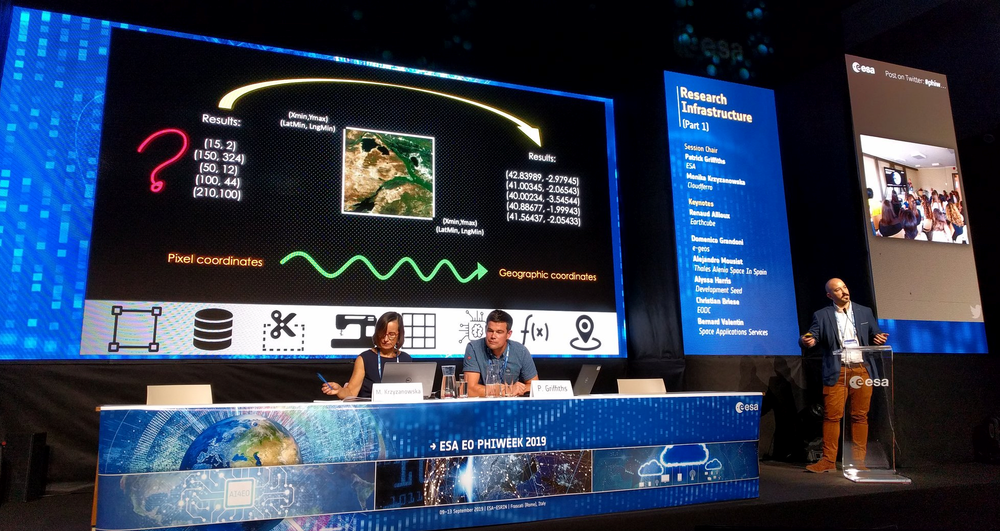 Results:
(15, 2)
(150, 324)
(50, 12)
(100, 44)
(210,100)
(Xmin,Ymax)
(LatMin, LngMin)
(Xmin,Ymax)
(LatMin, LngMin)
Results:
(42.83989, -2.97945)
(41.00345, -2.06543)
(40.00234, -3.54544)
(40.88677, -1.99943)
(41.56437, -2.05433)
Pixel coordinates
Geographic coordinates
f(x)
esa
Research
Infrastructure
(Part 1)
Session Chair
Patrick Griffiths
ESA
Monika Krzyzanowska
Cloudferro
Keynotes
Renaud Allioux
Earthcube
Domenico Grandoni
e-geos
Alejandro Mousist
Thales Alenia Space In Spain
Alyssa Harris
Development Seed
Christian Briese
EODC
Bernard Valentin
Space Applications Services
esa
Post on Twitter: #phiw...
M. Krzyzanowska
P. Griffiths
esa
esa
→ ESA EO PHIWEEK 2019
AI4EO
09–13 September 2019 | ESA–ESRIN | Frascati (Rome), Italy